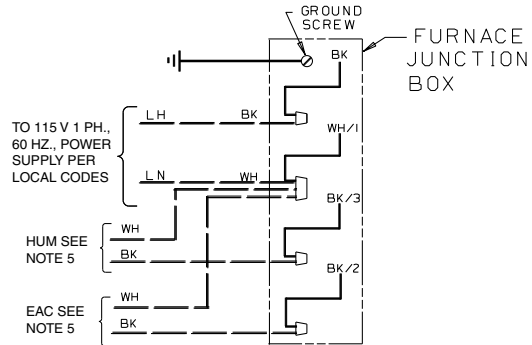 GROUND
SCREW
FURNACE
JUNCTION
BOX
BK
LH
BK
TO 115 V 1 PH.,
60 HZ., POWER
SUPPLY PER
LOCAL CODES
WH/1
LN
WH
WH
HUM SEE
NOTE 5
BK
BK/3
WH
EAC SEE
NOTE 5
BK
BK/2